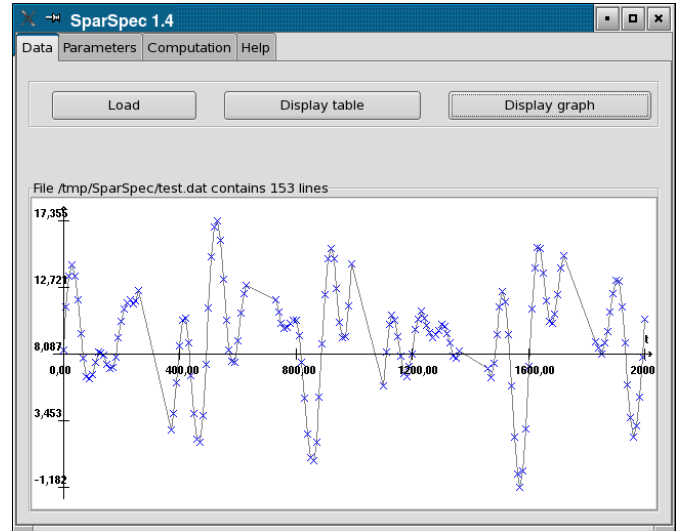 SparSpec 1.4
Data Parameters Computation Help
Load Display table Display graph
File /tmp/SparSpec/test.dat contains 153 lines
17,355
12,721
8,087
t
0,00 400,00 800,00 1200,00 1600,00 2000
3,453
-1,182